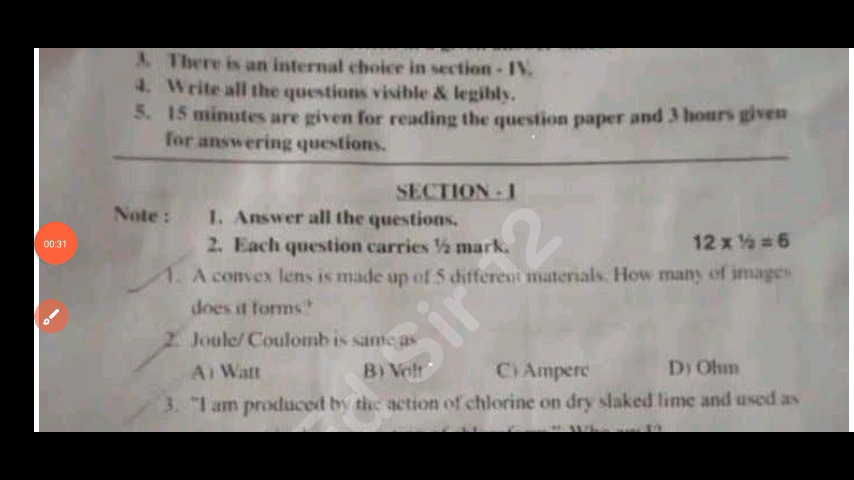 3. There is an internal choice in section - IV.
4. Write all the questions visible & legibly.
5. 15 minutes are given for reading the question paper and 3 hours given
for answering questions.
SECTION - I
Note : 1. Answer all the questions.
2. Each question carries ½ mark. 12 x ½ = 6
00:31
1. A convex lens is made up of 5 different materials. How many of images
does it forms?
2. Joule/ Coulomb is same as
A) Watt B) Volt C) Ampere D) Ohm
3. "I am produced by the action of chlorine on dry slaked lime and used as
Ed Sir 12